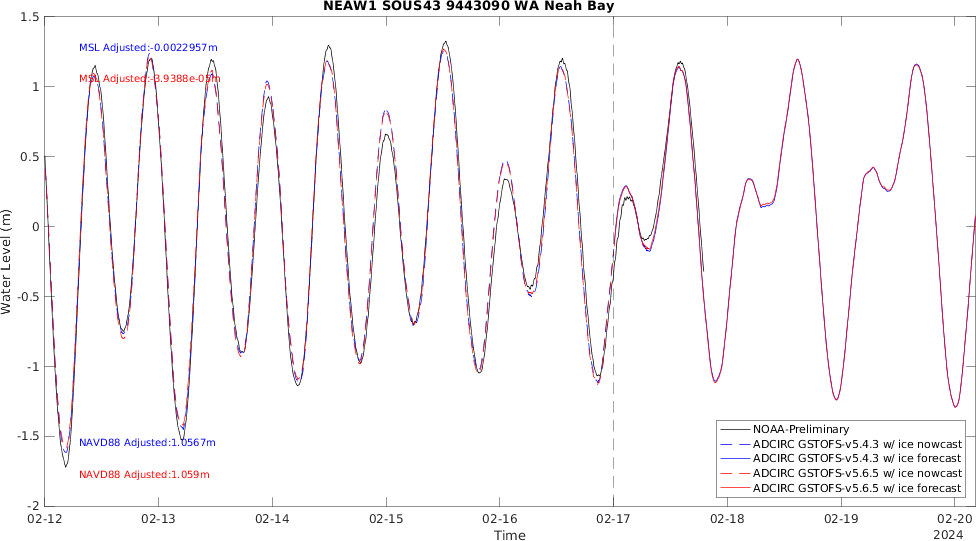 NEAW1 SOUS43 9443090 WA Neah Bay
Water Level (m)
1.5
1
0.5
0
-0.5
-1
-1.5
-2
MSL Adjusted:-0.0022957m
MSL Adjusted:-3.9388e-05m
NAVD88 Adjusted:1.0567m
NAVD88 Adjusted:1.059m
NOAA-Preliminary
ADCIRC GSTOFS-v5.4.3 w/ ice nowcast
ADCIRC GSTOFS-v5.4.3 w/ ice forecast
ADCIRC GSTOFS-v5.6.5 w/ ice nowcast
ADCIRC GSTOFS-v5.6.5 w/ ice forecast
02-12 02-13 02-14 02-15 02-16 02-17 02-18 02-19 02-20
2024
Time